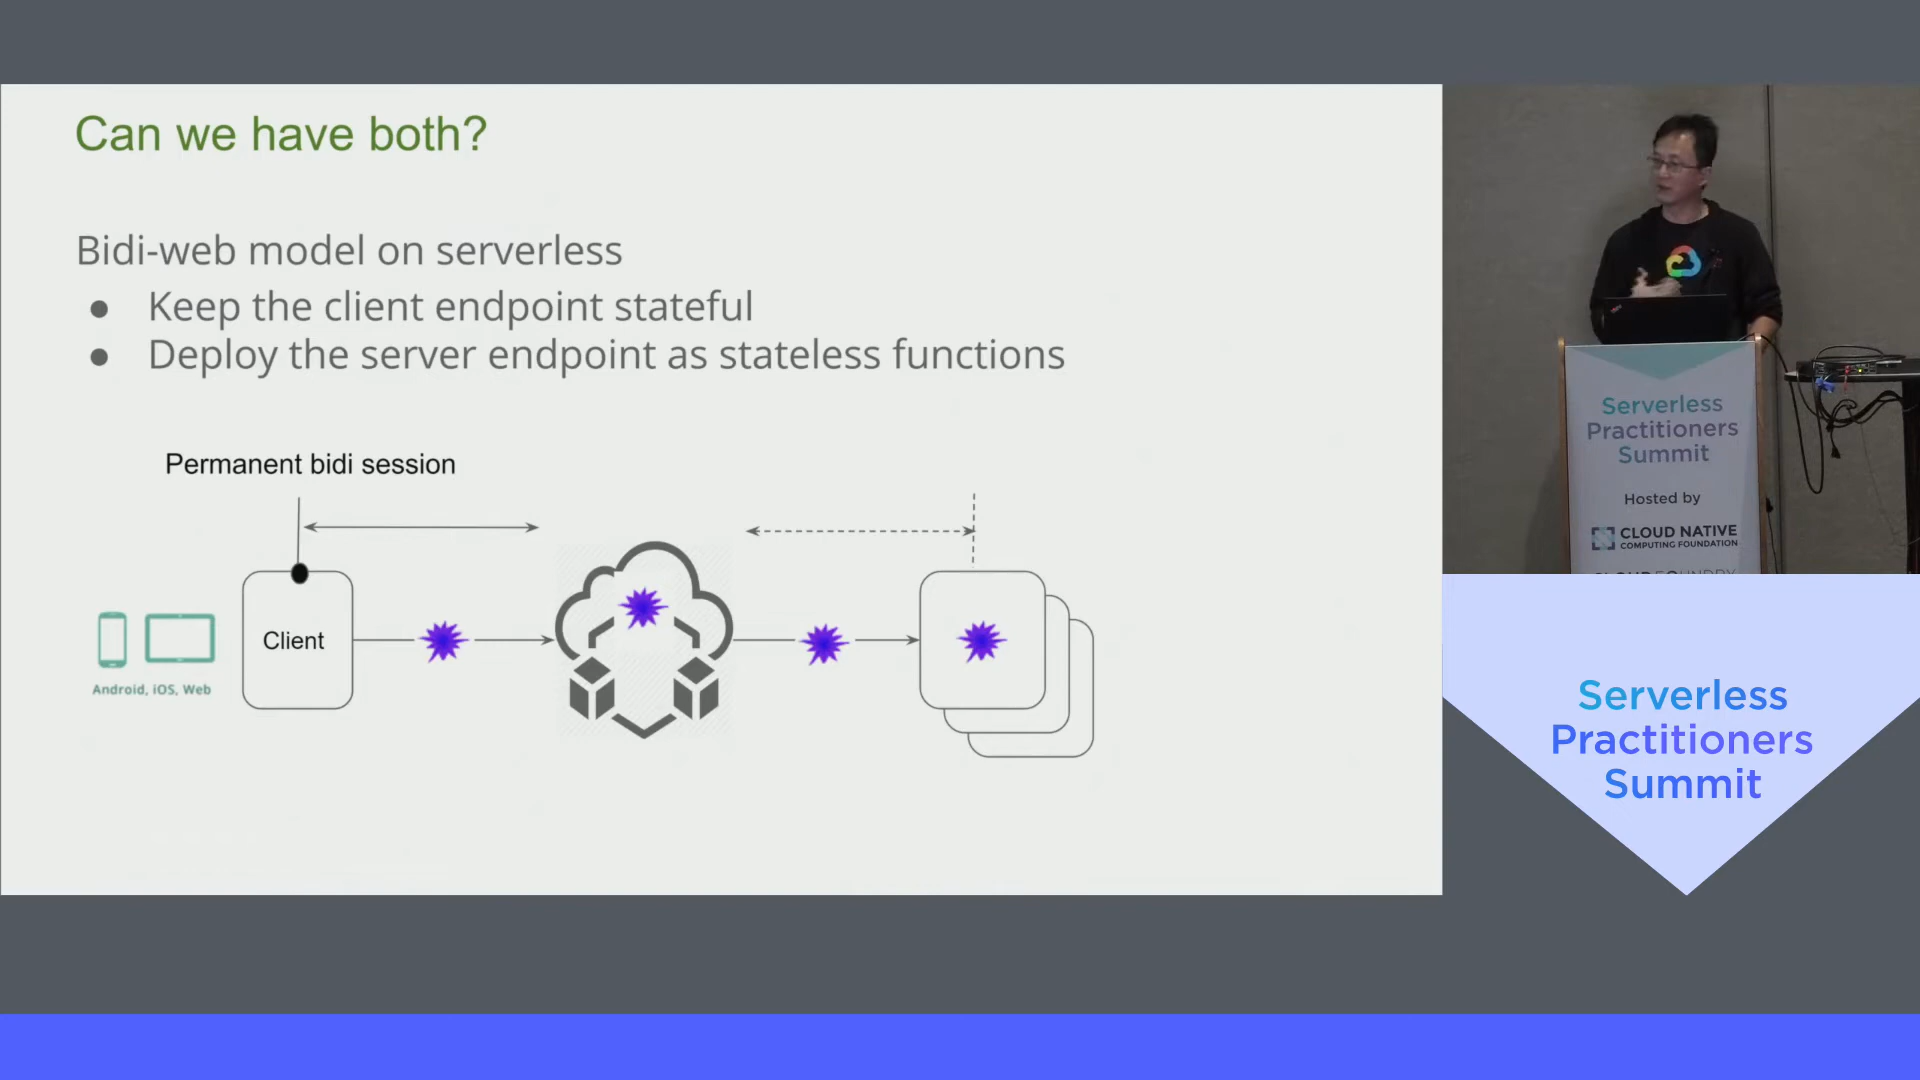 Can we have both?
Bidi-web model on serverless
● Keep the client endpoint stateful
● Deploy the server endpoint as stateless functions
Permanent bidi session
Client
Android, iOS, Web
Serverless
Practitioners
Summit
Hosted by
CLOUD NATIVE
COMPUTING FOUNDATION
CLOUD FOUNDRY
Serverless
Practitioners
Summit